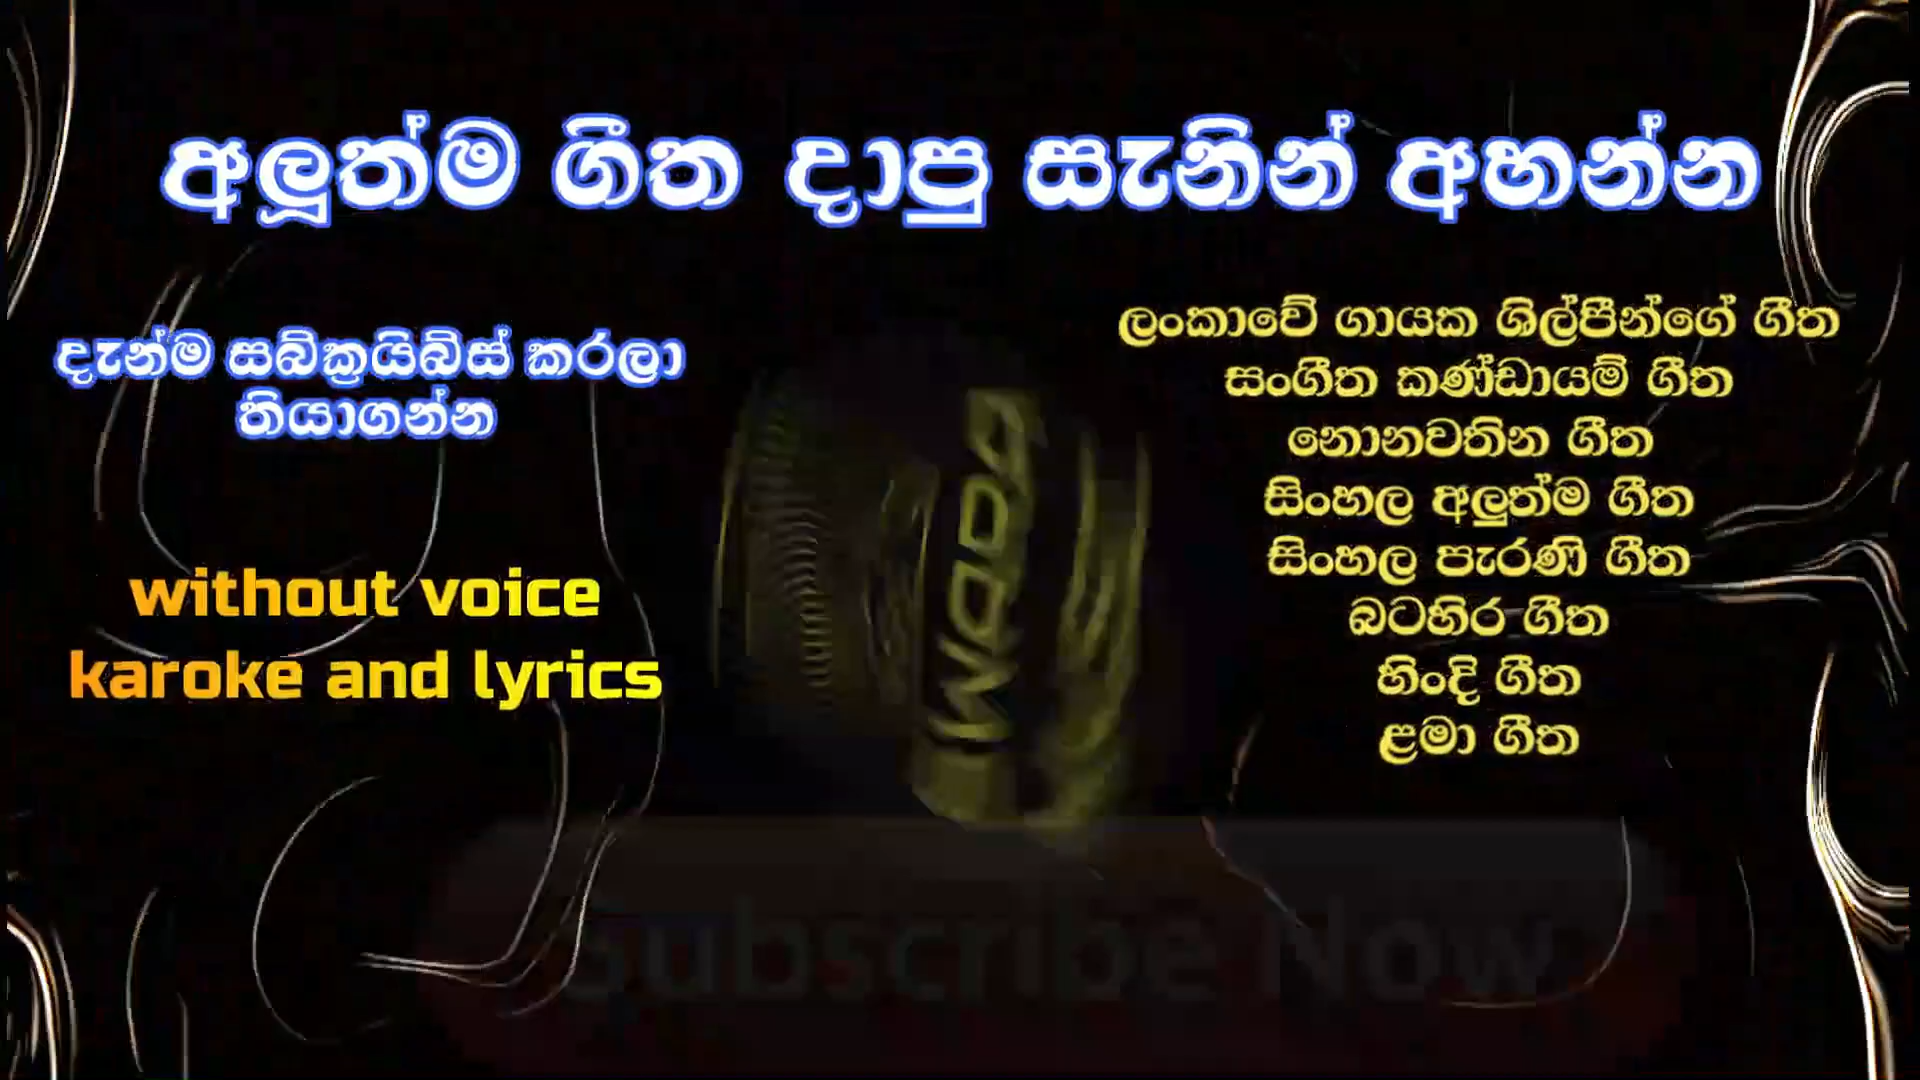 අලූත්ම ගීත දාපු සැනින් අහන්න
දැන්ම සබ්ක්‍රයිබ්ස් කරලා
තියාගන්න
without voice
karoke and lyrics
ලංකාවේ ගායක ශිල්පීන්ගේ ගීත
සංගීත කණ්ඩායම් ගීත
නොනවතින ගීත
සිංහල අලුත්ම ගීත
සිංහල පැරණි ගීත
බටහිර ගීත
හිංදි ගීත
ළමා ගීත
Subscribe Now